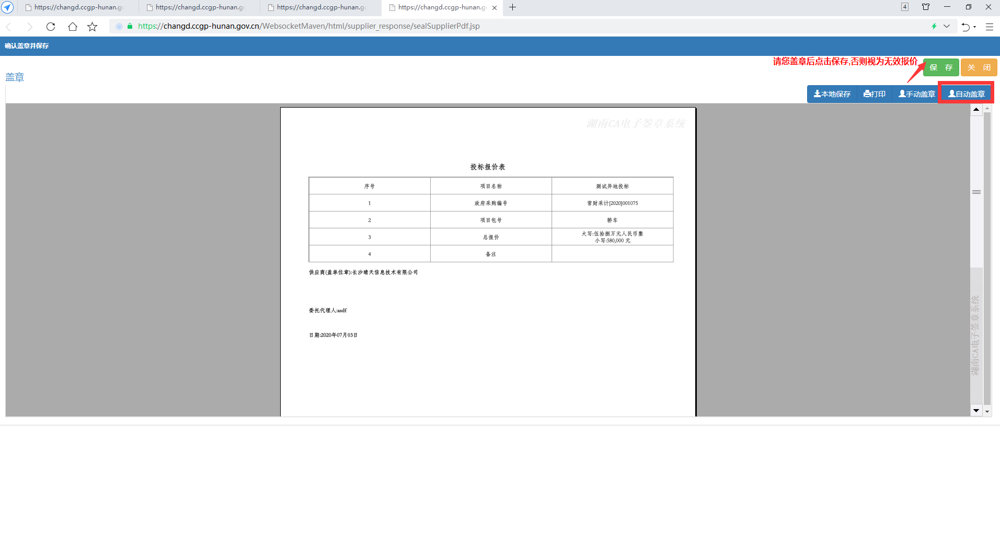 https://changd.ccgp-hunan.g
https://changd.ccgp-hunan.g
https://changd.ccgp-hunan.g
https://changd.ccgp-hunan.g
4
https://changd.ccgp-hunan.gov.cn/WebsocketMaven/html/supplier_response/sealSupplierPdf.jsp
确认盖章并保存
请您盖章后点击保存,否则视为无效报价
保 存
关 闭
盖章
本地保存
打印
手动盖章
自动盖章
湖南CA电子签章系统
投标报价表
序号 项目名称 测试异地投标
1 政府采购编号 常财采计[2020]001075
2 项目包号 轿车
3 总报价 大写:伍拾捌万元人民币整
小写:580,000 元
4 备注
供应商(盖单位章):长沙晴天信息技术有限公司
委托代理人:asdf
日期:2020年07月03日
湖南CA电子签章系统